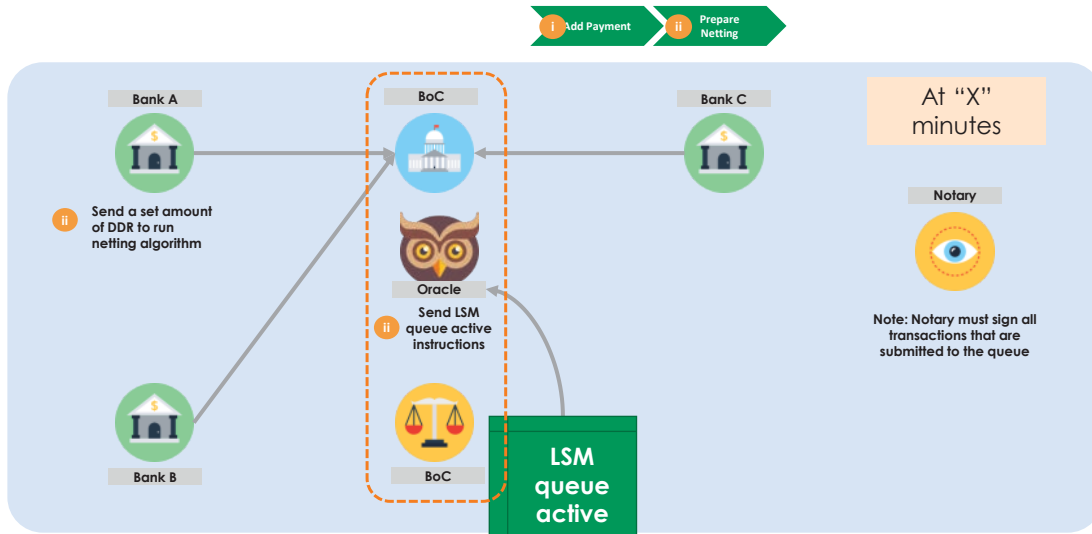 i Add Payment
ii Prepare
Netting
Bank A
BoC
Bank C
At “X”
minutes
$
$
ii Send a set amount
of DDR to run
netting algorithm
Notary
Oracle
ii Send LSM
queue active
instructions
Note: Notary must sign all
transactions that are
submitted to the queue
$
Bank B
BoC
LSM
queue
active